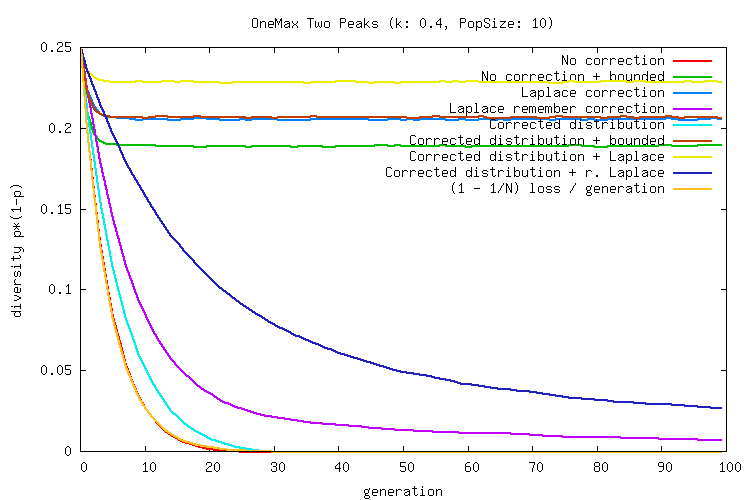 OneMax Two Peaks (k: 0.4, PopSize: 10)
No correction
No correction + bounded
Laplace correction
Laplace remember correction
Corrected distribution
Corrected distribution + bounded
Corrected distribution + Laplace
Corrected distribution + r. Laplace
(1 - 1/N) loss / generation
diversity p*(1-p)
0.25
0.2
0.15
0.1
0.05
0
0 10 20 30 40 50 60 70 80 90 100
generation